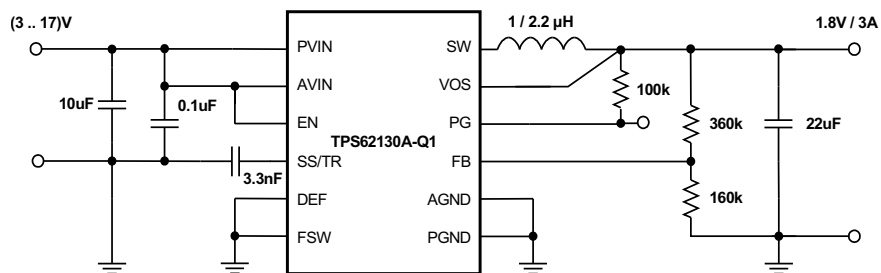 (3 .. 17)V
1 / 2.2 µH
1.8V / 3A
PVIN
SW
AVIN
VOS
10uF
0.1uF
100k
EN
PG
TPS62130A-Q1
360k
22uF
SS/TR
FB
3.3nF
DEF
AGND
160k
FSW
PGND